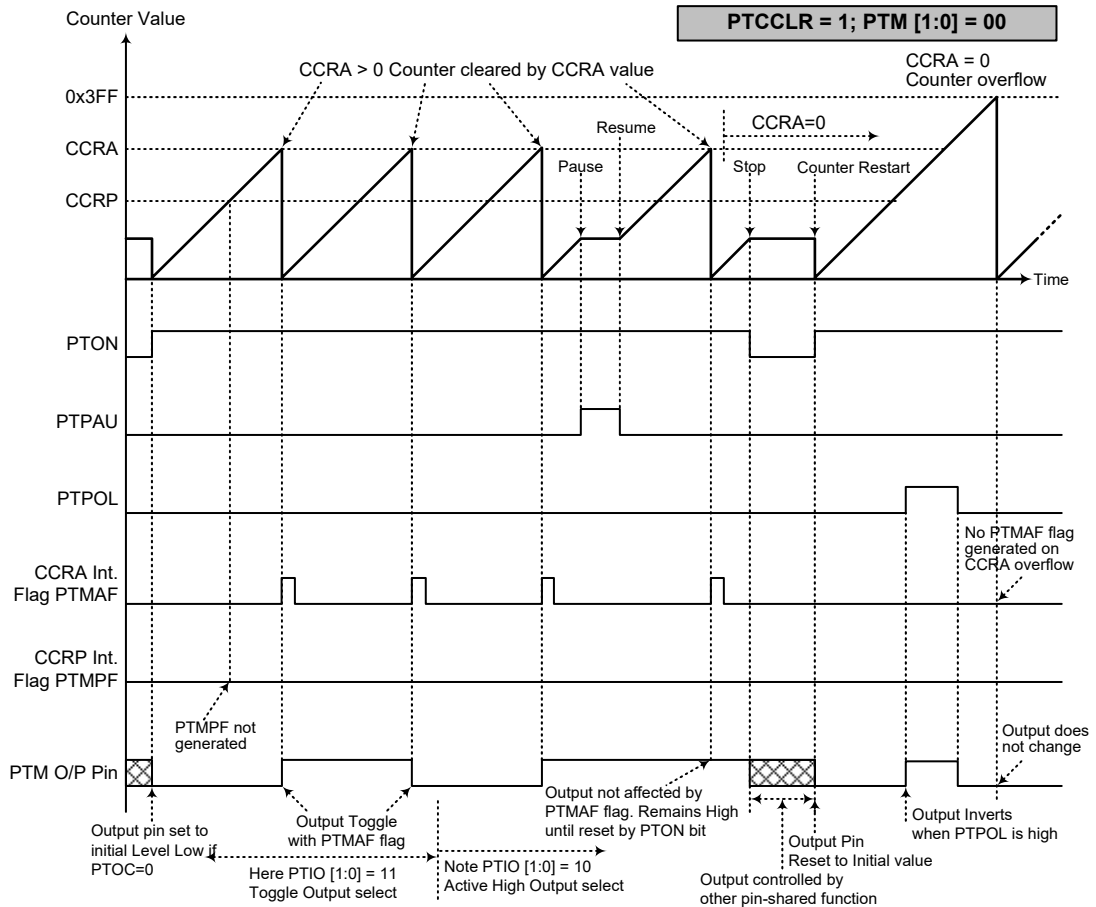 Counter Value
PTCCLR = 1; PTM [1:0] = 00
CCRA > 0 Counter cleared by CCRA value
CCRA = 0
Counter overflow
0x3FF
CCRA
CCRP
Resume
CCRA=0
Pause
Stop
Counter Restart
Time
PTON
PTPAU
PTPOL
No PTMAF flag
generated on
CCRA overflow
CCRA Int.
Flag PTMAF
CCRP Int.
Flag PTMPF
PTMPF not
generated
PTM O/P Pin
Output does
not change
Output pin set to
initial Level Low if
PTOC=0
Output Toggle
with PTMAF flag
Output not affected by
PTMAF flag. Remains High
until reset by PTON bit
Output Inverts
when PTPOL is high
Output Pin
Reset to Initial value
Here PTIO [1:0] = 11
Toggle Output select
Note PTIO [1:0] = 10
Active High Output select
Output controlled by
other pin-shared function